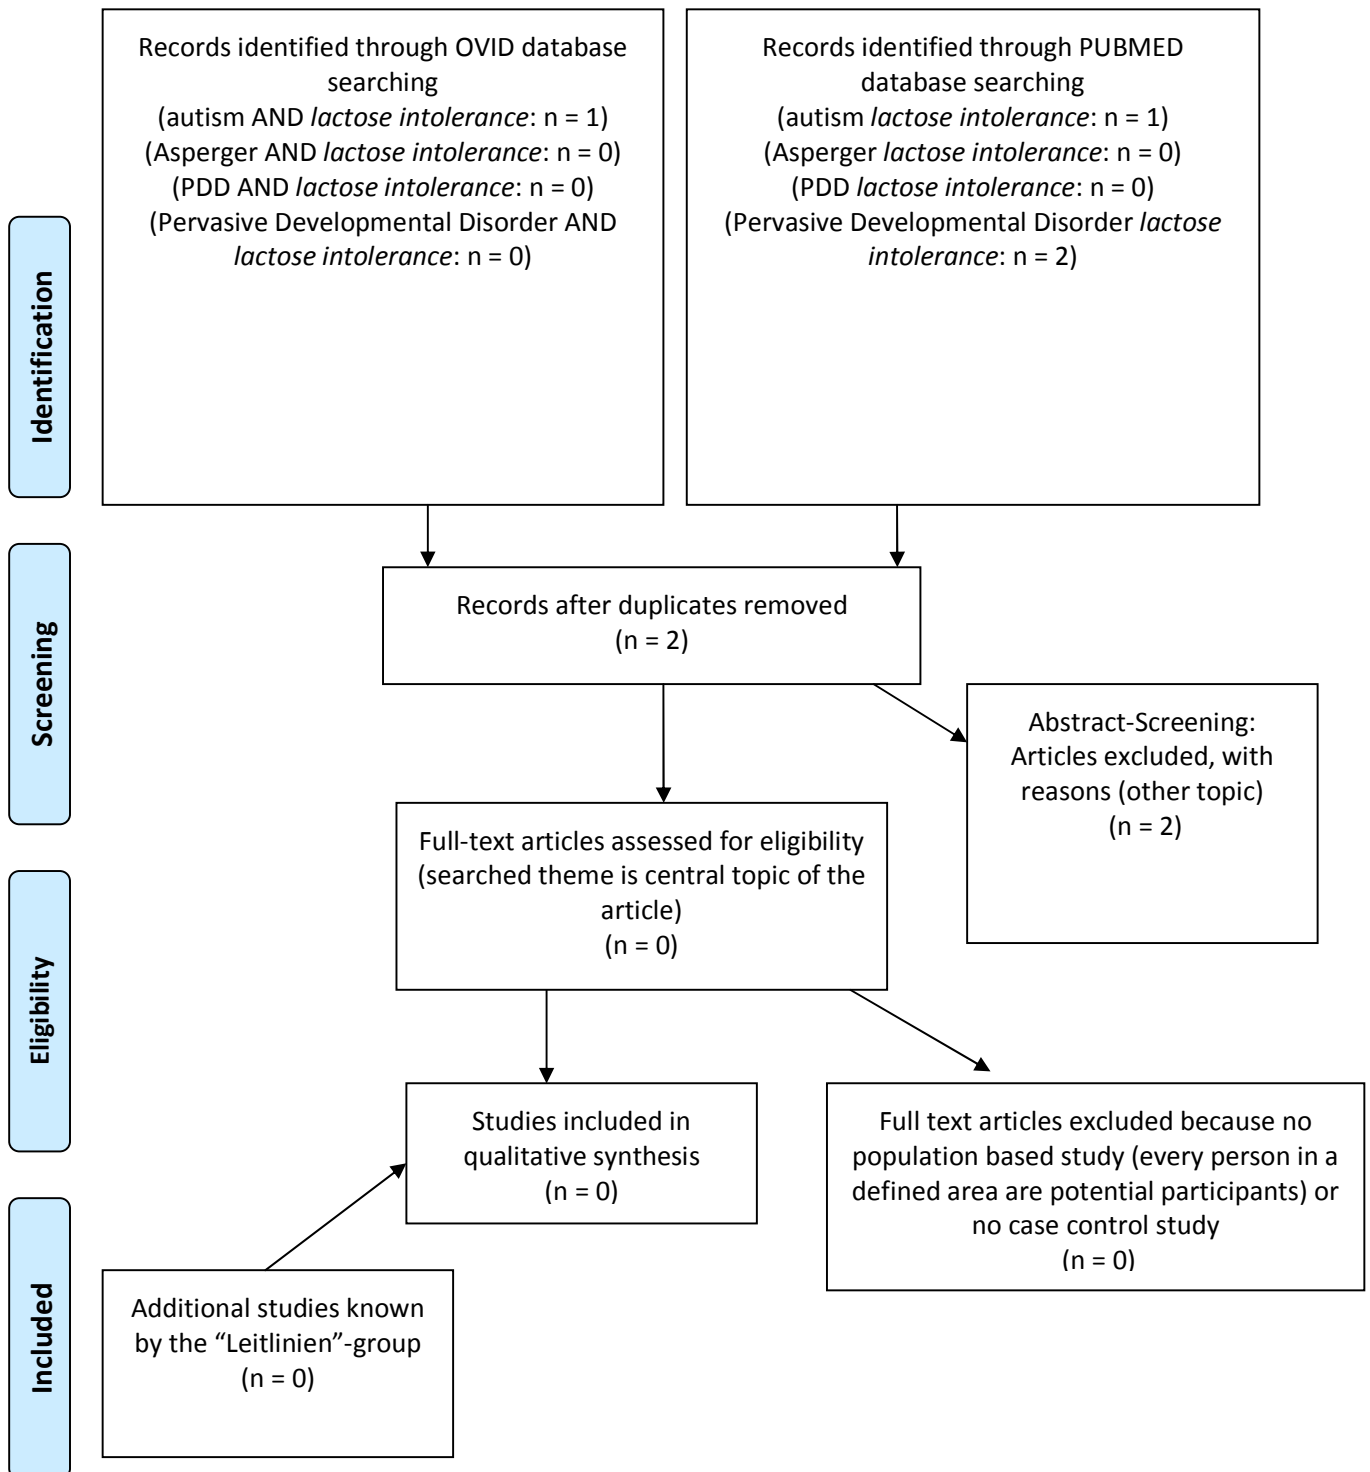 Records identified through OVID database
searching
(autism AND lactose intolerance: n = 1)
(Asperger AND lactose intolerance: n = 0)
(PDD AND lactose intolerance: n = 0)
(Pervasive Developmental Disorder AND
lactose intolerance: n = 0)
Records identified through PUBMED
database searching
(autism lactose intolerance: n = 1)
(Asperger lactose intolerance: n = 0)
(PDD lactose intolerance: n = 0)
(Pervasive Developmental Disorder lactose
intolerance: n = 2)
Identification
Records after duplicates removed
(n = 2)
Screening
Abstract-Screening:
Articles excluded, with
reasons (other topic)
(n = 2)
Full-text articles assessed for eligibility
(searched theme is central topic of the
article)
(n = 0)
Eligibility
Studies included in
qualitative synthesis
(n = 0)
Full text articles excluded because no
population based study (every person in a
defined area are potential participants) or
no case control study
(n = 0)
Included
Additional studies known
by the “Leitlinien”-group
(n = 0)